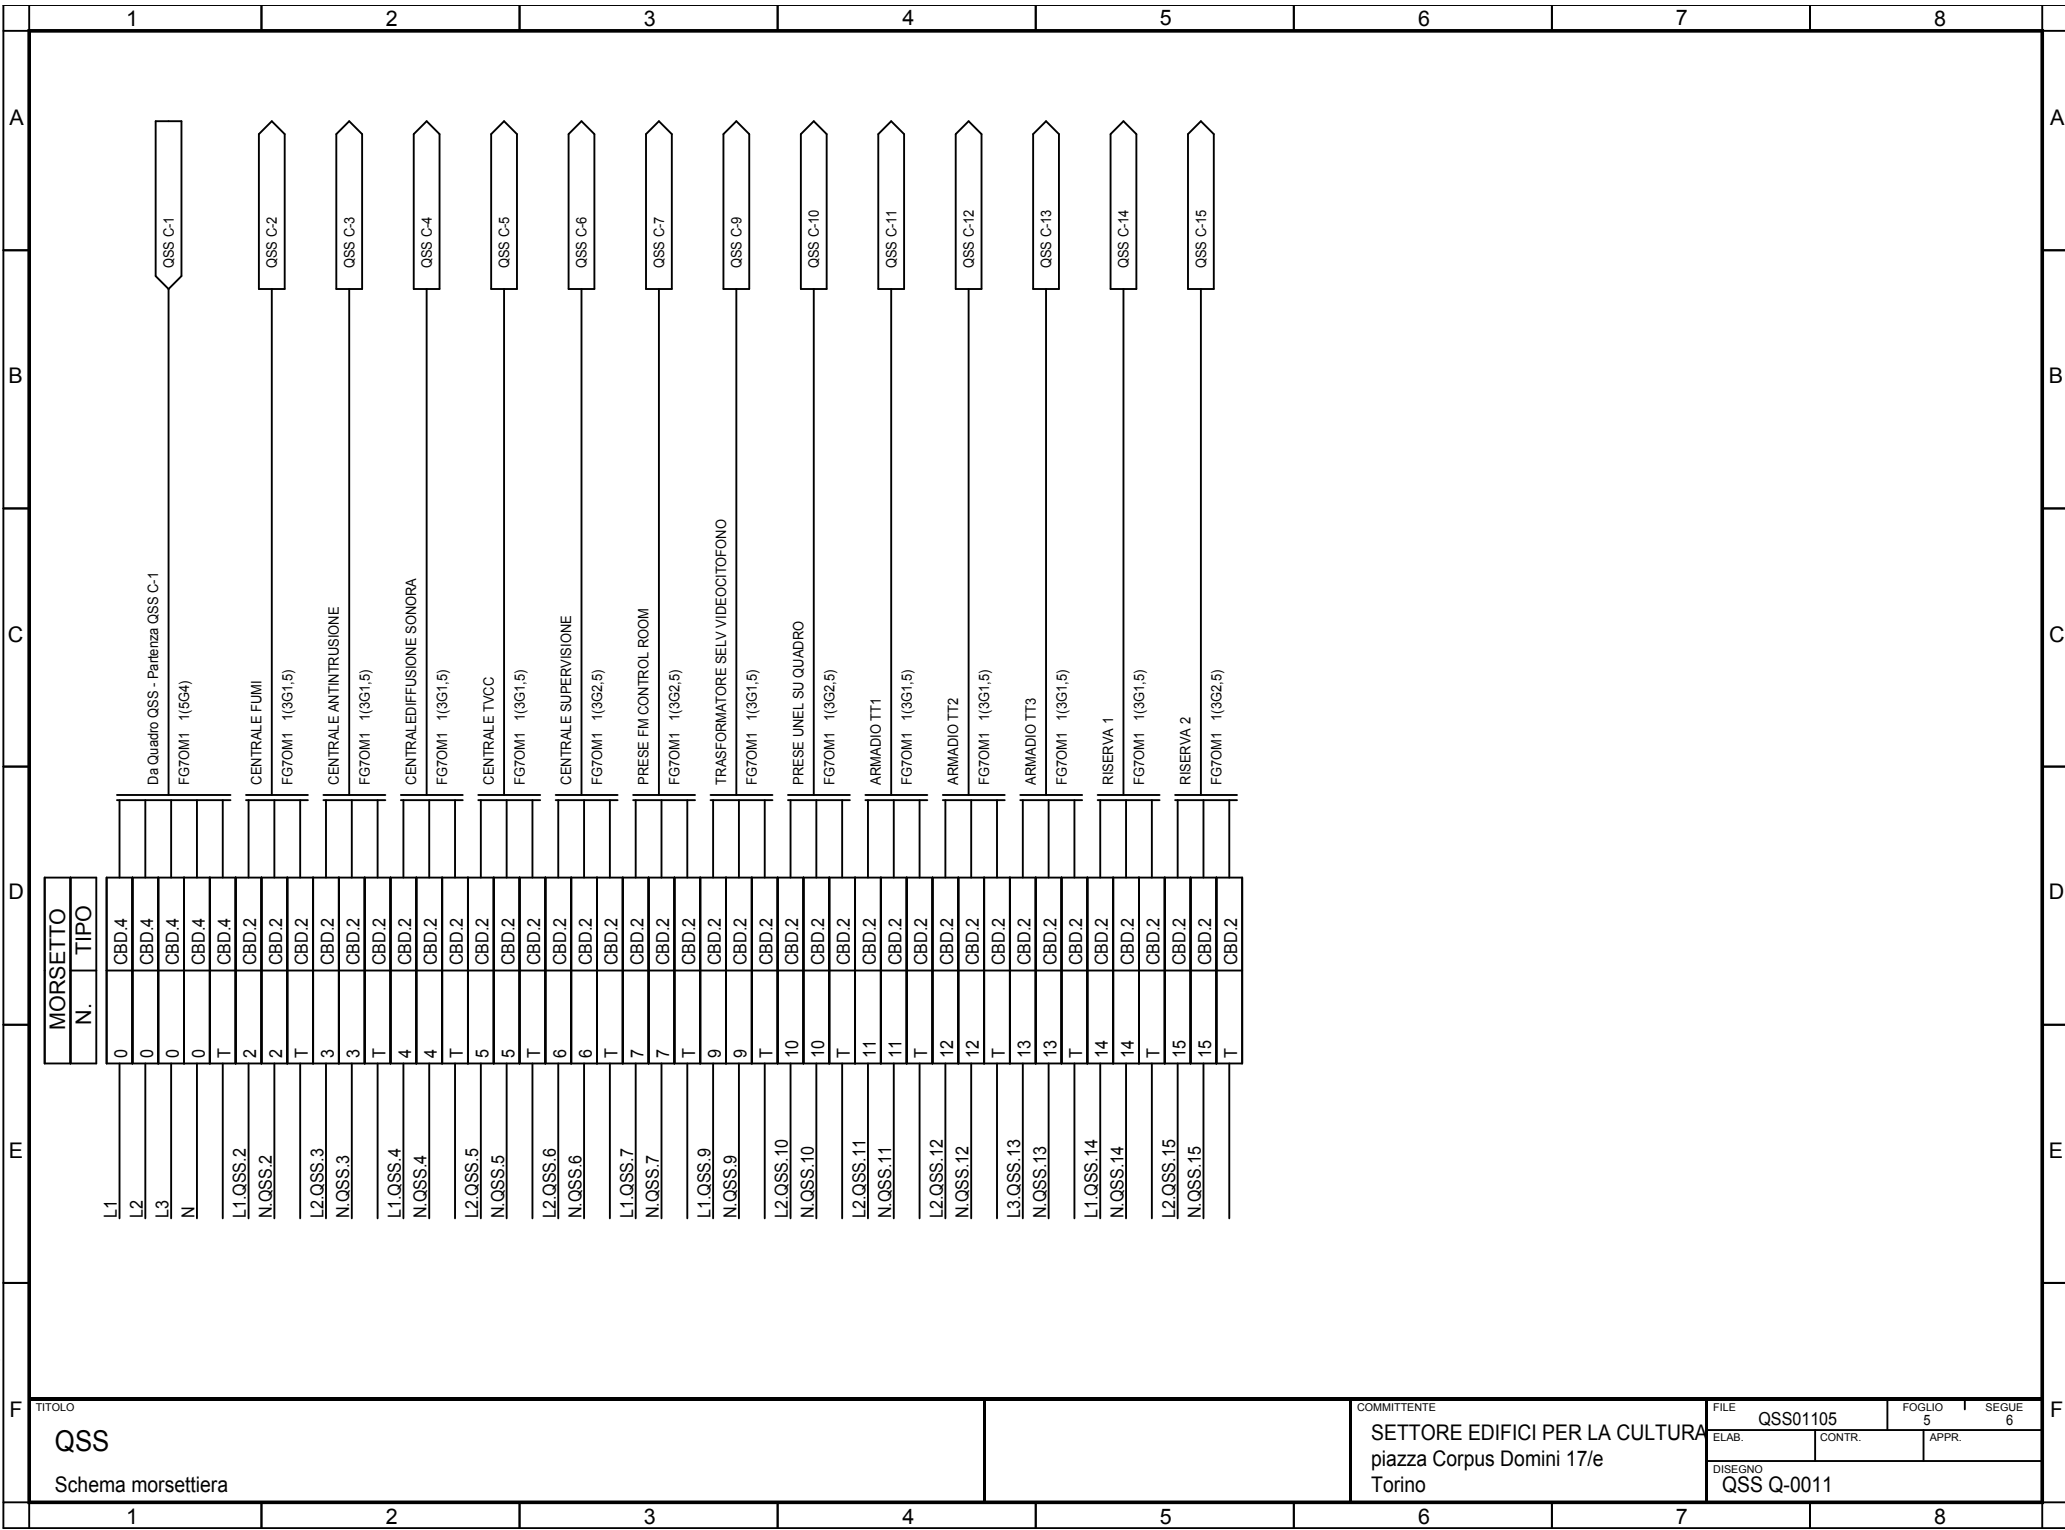 1 2 3 4 5 6 7 8
A A
B B
C C
D D
E E
F F
QSS C-1
QSS C-2
QSS C-3
QSS C-4
QSS C-5
QSS C-6
QSS C-7
QSS C-9
QSS C-10
QSS C-11
QSS C-12
QSS C-13
QSS C-14
QSS C-15
Da Quadro QSS - Partenza QSS C-1
FG7OM1 1(5G4)
CENTRALE FUMI
FG7OM1 1(3G1,5)
CENTRALE ANTINTRUSIONE
FG7OM1 1(3G1,5)
CENTRALEDIFFUSIONE SONORA
FG7OM1 1(3G1,5)
CENTRALE TVCC
FG7OM1 1(3G1,5)
CENTRALE SUPERVISIONE
FG7OM1 1(3G2,5)
PRESE FM CONTROL ROOM
FG7OM1 1(3G2,5)
TRASFORMATORE SELV VIDEOCITOFONO
FG7OM1 1(3G1,5)
PRESE UNEL SU QUADRO
FG7OM1 1(3G2,5)
ARMADIO TT1
FG7OM1 1(3G1,5)
ARMADIO TT2
FG7OM1 1(3G1,5)
ARMADIO TT3
FG7OM1 1(3G1,5)
RISERVA 1
FG7OM1 1(3G1,5)
RISERVA 2
FG7OM1 1(3G2,5)
MORSETTO
N. TIPO
0 CBD.4
0 CBD.4
0 CBD.4
0 CBD.4
T CBD.4
2 CBD.2
2 CBD.2
T CBD.2
3 CBD.2
3 CBD.2
T CBD.2
4 CBD.2
4 CBD.2
T CBD.2
5 CBD.2
5 CBD.2
T CBD.2
6 CBD.2
6 CBD.2
T CBD.2
7 CBD.2
7 CBD.2
T CBD.2
9 CBD.2
9 CBD.2
T CBD.2
10 CBD.2
10 CBD.2
T CBD.2
11 CBD.2
11 CBD.2
T CBD.2
12 CBD.2
12 CBD.2
T CBD.2
13 CBD.2
13 CBD.2
T CBD.2
14 CBD.2
14 CBD.2
T CBD.2
15 CBD.2
15 CBD.2
T CBD.2
L1
L2
L3
N
L1.QSS.2
N.QSS.2
L2.QSS.3
N.QSS.3
L1.QSS.4
N.QSS.4
L2.QSS.5
N.QSS.5
L2.QSS.6
N.QSS.6
L1.QSS.7
N.QSS.7
L1.QSS.9
N.QSS.9
L2.QSS.10
N.QSS.10
L2.QSS.11
N.QSS.11
L2.QSS.12
N.QSS.12
L3.QSS.13
N.QSS.13
L1.QSS.14
N.QSS.14
L2.QSS.15
N.QSS.15
TITOLO
QSS
Schema morsettiera
COMMITTENTE
SETTORE EDIFICI PER LA CULTURA
piazza Corpus Domini 17/e
Torino
FILE
QSS01105
FOGLIO
5
SEGUE
6
ELAB. CONTR. APPR.
DISEGNO
QSS Q-0011
1 2 3 4 5 6 7 8